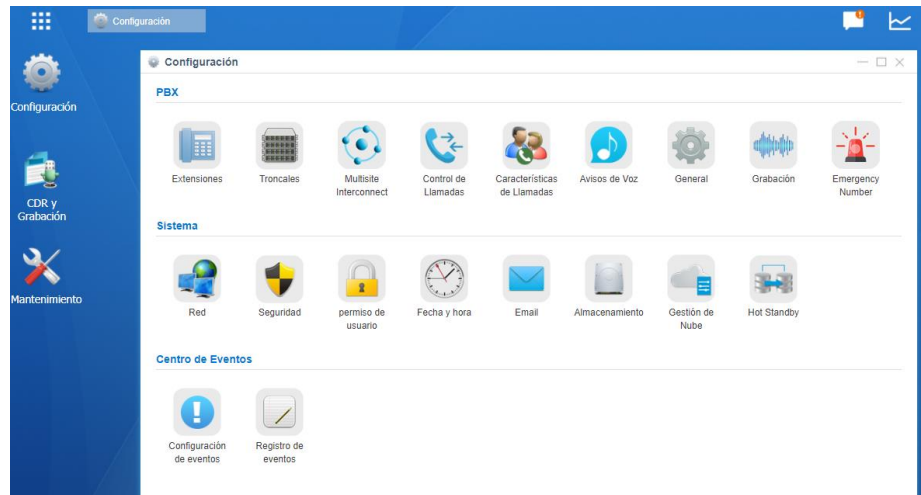 Configuración
Configuración
Configuración
CDR y
Grabación
Mantenimiento
PBX
Extensiones
Troncales
Multisite
Interconnect
Control de
Llamadas
Características
de Llamadas
Avisos de Voz
General
Grabación
Emergency
Number
Sistema
Red
Seguridad
permiso de
usuario
Fecha y hora
Email
Almacenamiento
Gestión de
Nube
Hot Standby
Centro de Eventos
Configuración
de eventos
Registro de
eventos